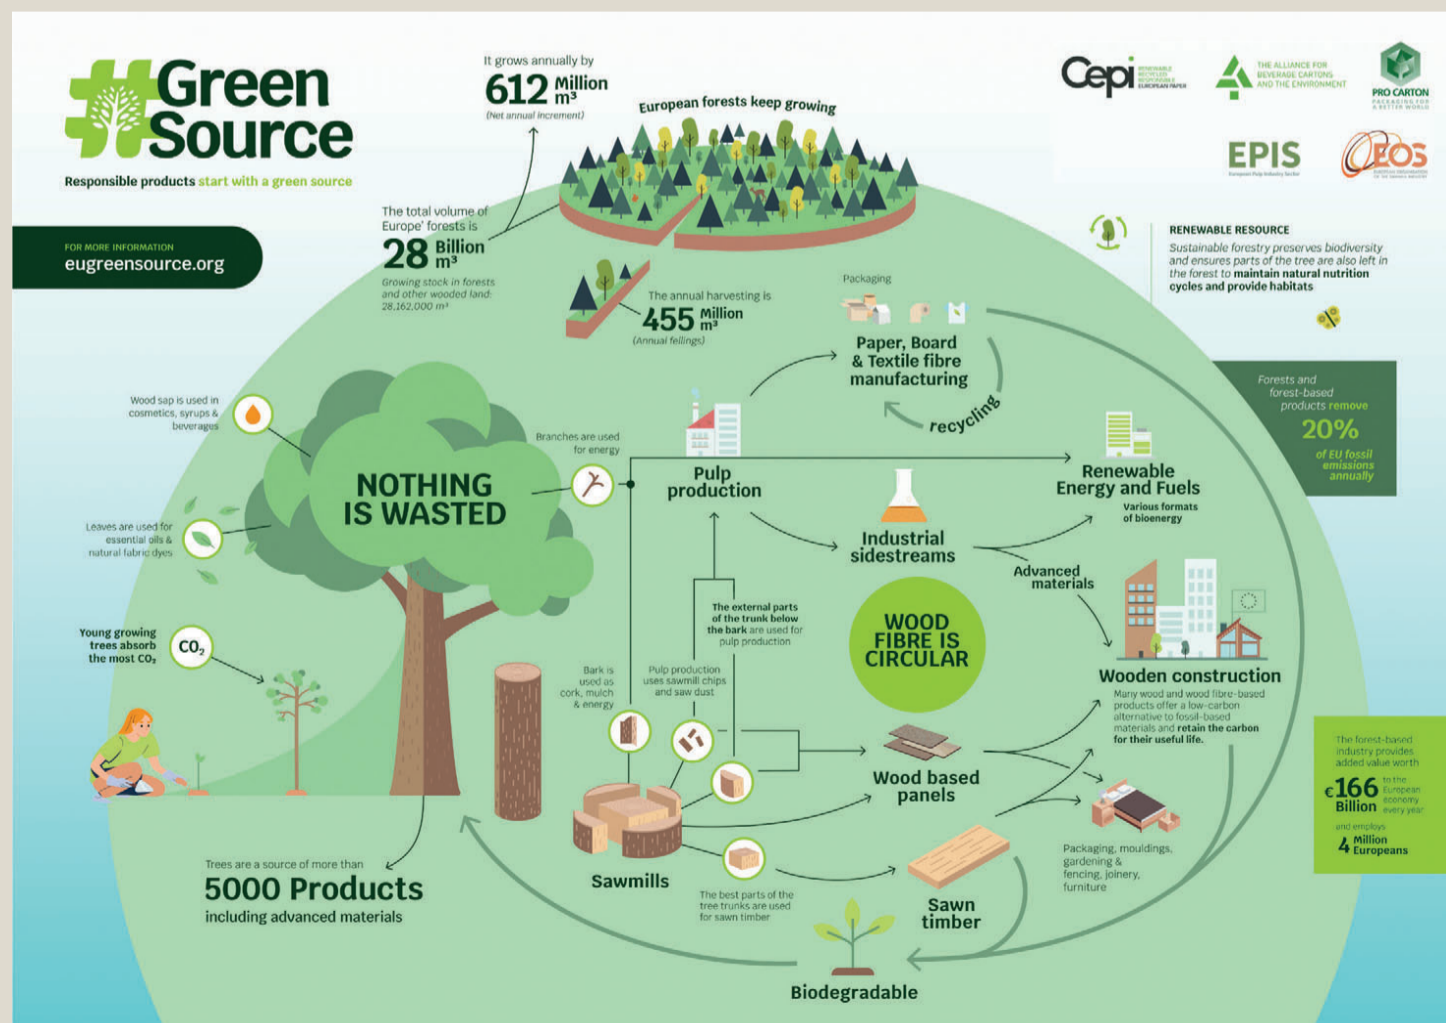 Green
Source
Responsible products start with a green source
FOR MORE INFORMATION
eugreensource.org
It grows annually by
612 Million
m³
(Net annual increment)
European forests keep growing
The total volume of
Europe' forests is
28 Billion
m³
Growing stock in forests
and other wooded land:
28,162,000 m³
The annual harvesting is
455 Million
m³
(Annual fellings)
Cepi
RENEWABLE
RECYCLED
RESPONSIBLE
EUROPEAN PAPER
THE ALLIANCE FOR
BEVERAGE CARTONS
AND THE ENVIRONMENT
PRO CARTON
PACKAGING FOR
A BETTER WORLD
EPIS
European Pulp Industry Sector
EOS
RENEWABLE RESOURCE
Sustainable forestry preserves biodiversity
and ensures parts of the tree are also left in
the forest to maintain natural nutrition
cycles and provide habitats
Forests and
forest-based
products remove
20%
of EU fossil
emissions
annually
Packaging
Paper, Board
& Textile fibre
manufacturing
recycling
Wood sap is used in
cosmetics, syrups &
beverages
Branches are used
for energy
NOTHING
IS WASTED
Leaves are used for
essential oils &
natural fabric dyes
Young growing
trees absorb
the most CO₂
CO₂
Pulp
production
Renewable
Energy and Fuels
Various formats
of bioenergy
Industrial
sidestreams
Advanced
materials
The external parts
of the trunk below
the bark are used for
pulp production
WOOD
FIBRE IS
CIRCULAR
Bark is
used as
cork, mulch
& energy
Pulp production
uses sawmill chips
and saw dust
Wooden construction
Many wood and wood fibre-based
products offer a low-carbon
alternative to fossil-based
materials and retain the carbon
for their useful life.
Wood based
panels
The forest-based
industry provides
added value worth
€166
Billion
to the
European
economy
every year
and employs
4 Million
Europeans
Packaging, mouldings,
gardening &
fencing, joinery,
furniture
Sawmills
The best parts of the
tree trunks are used
for sawn timber
Sawn
timber
Trees are a source of more than
5000 Products
including advanced materials
Biodegradable